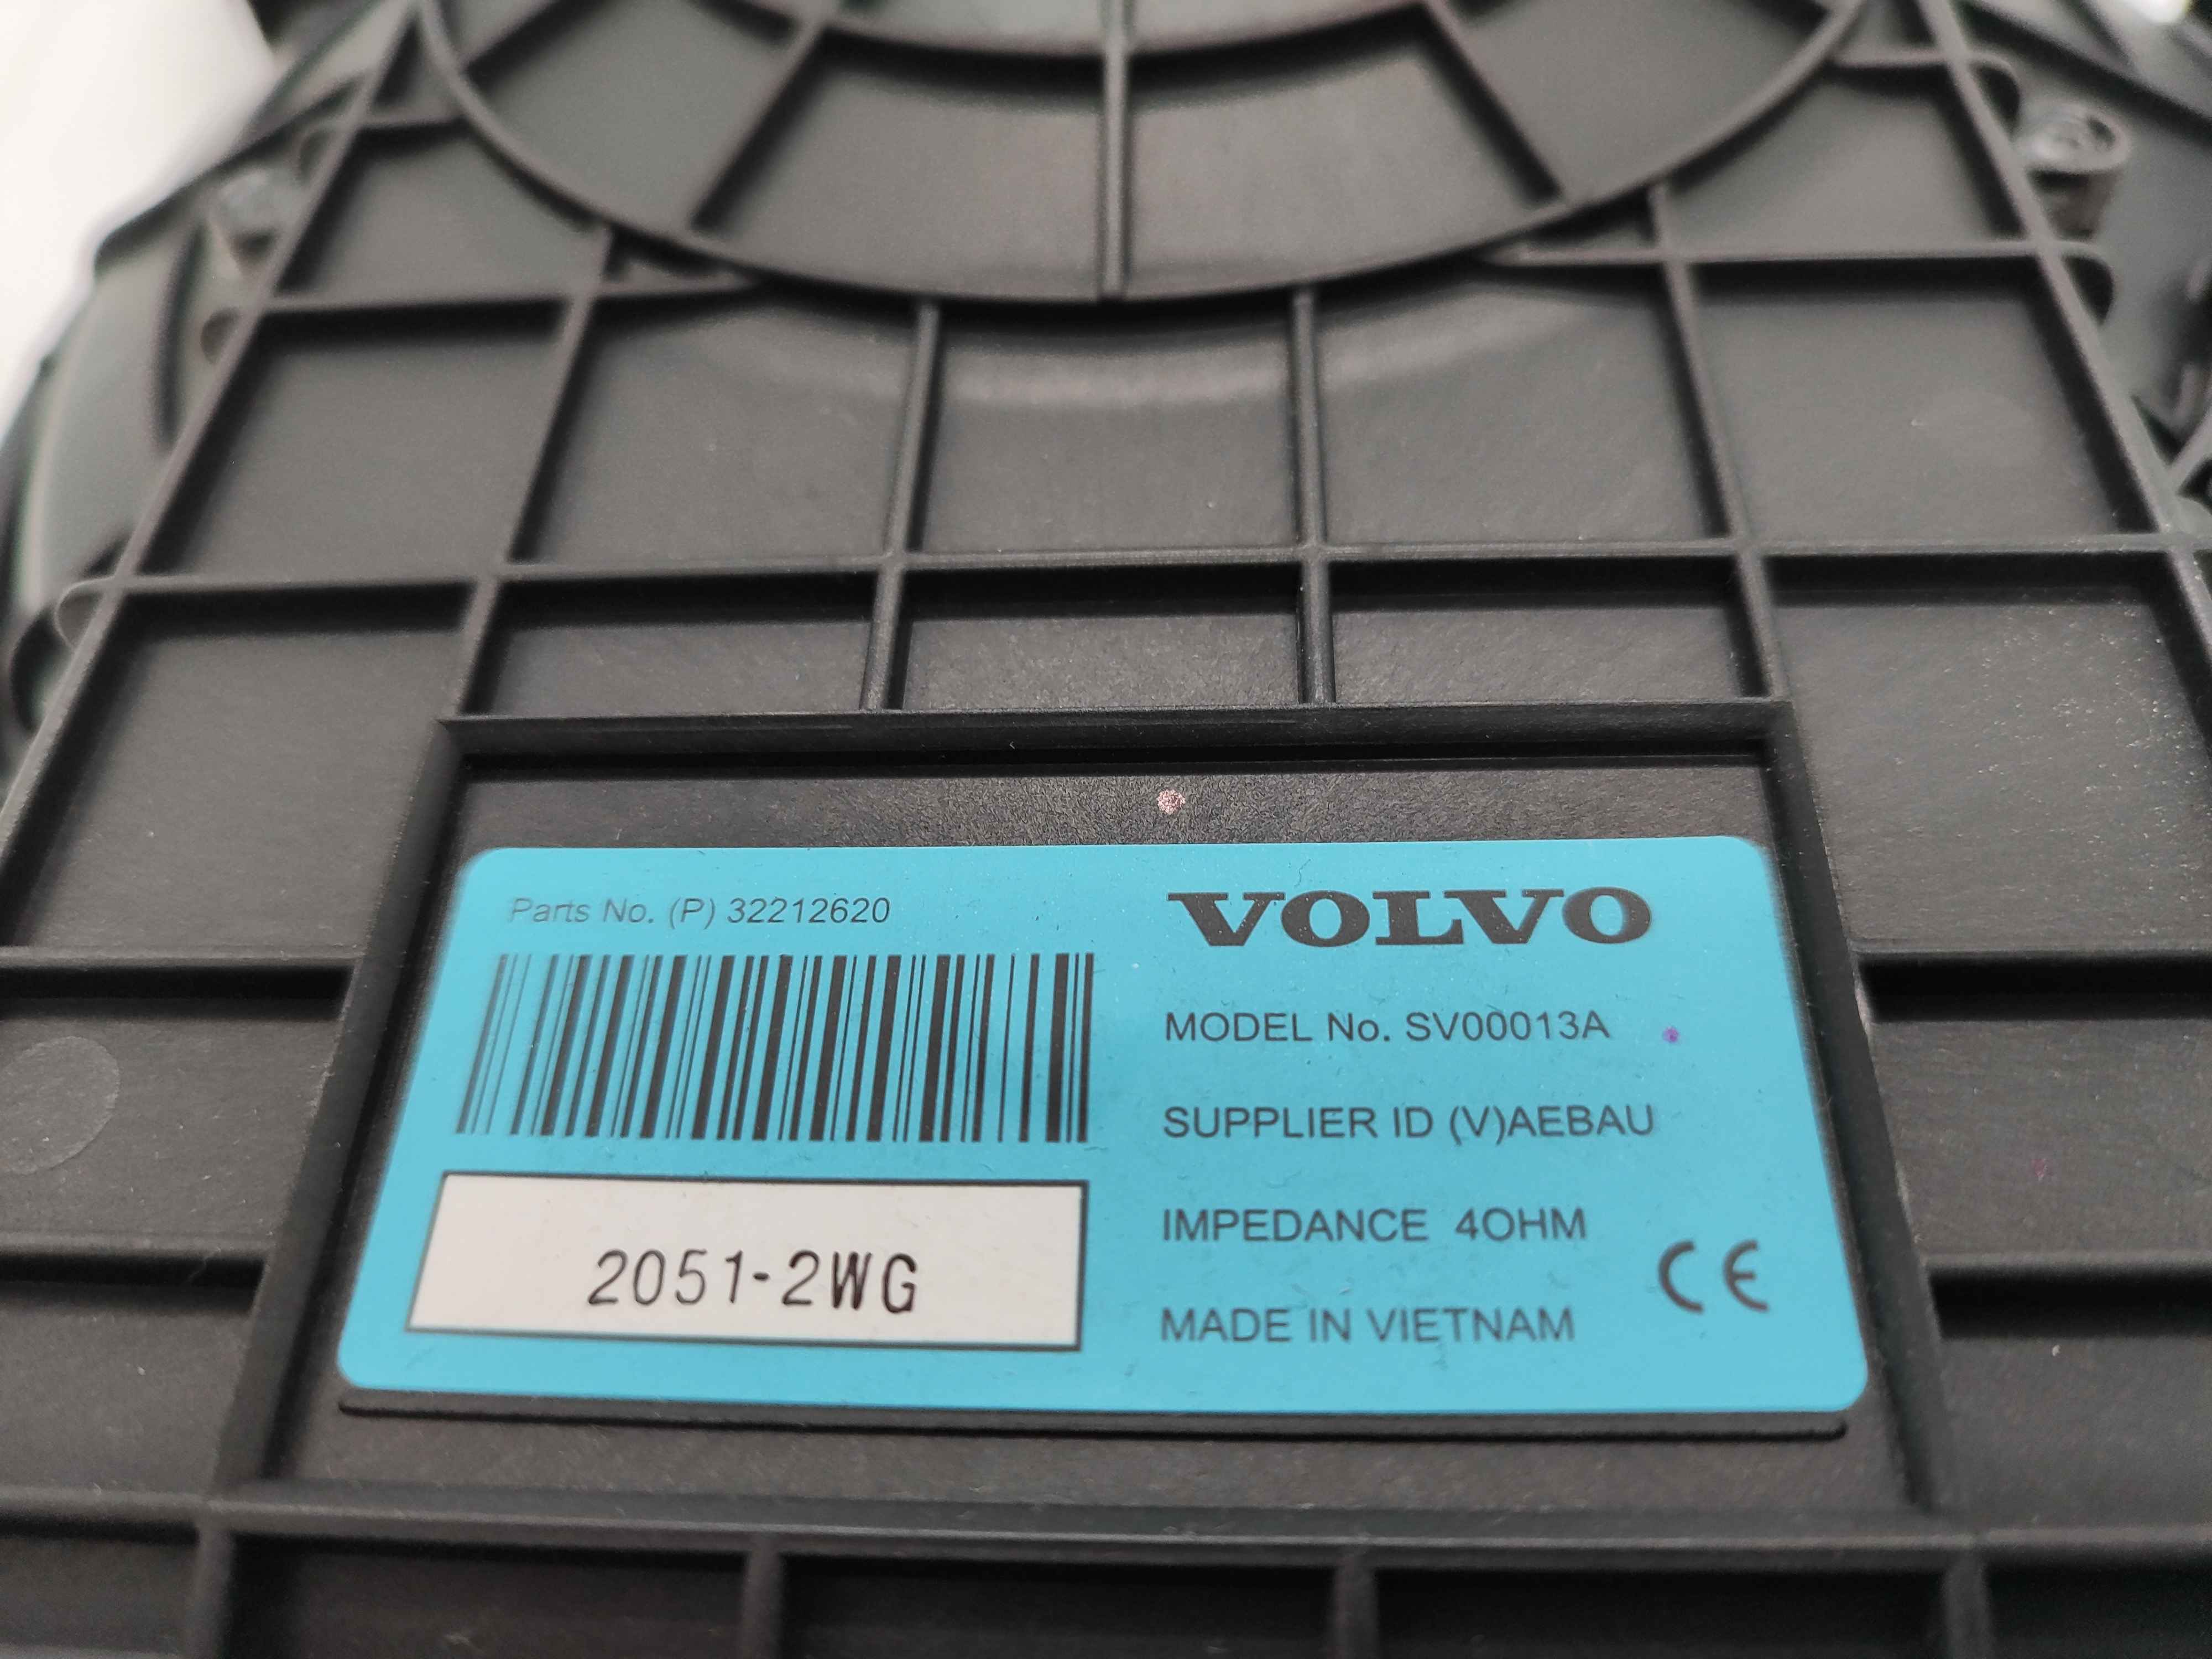 Parts No. (P) 32212620
VOLVO
MODEL No. SV00013A
SUPPLIER ID (V)AEBAU
2051-2WG
IMPEDANCE 4OHM
MADE IN VIETNAM
CE